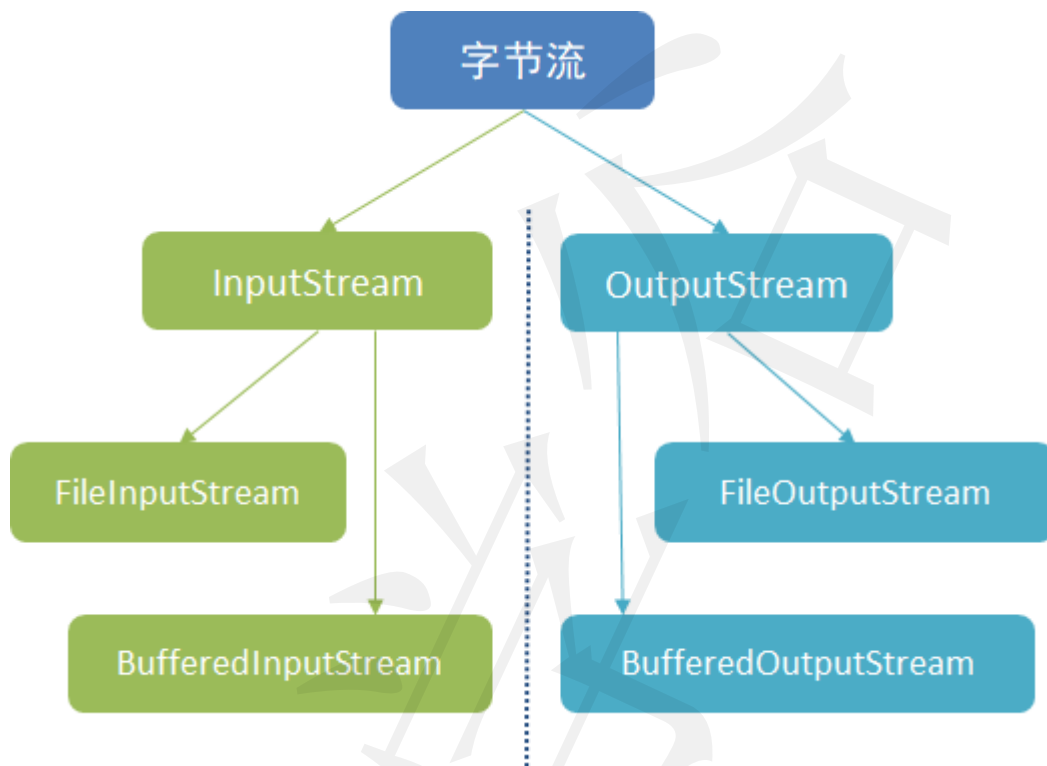 字节流
InputStream
OutputStream
FileInputStream
FileOutputStream
BufferedInputStream
BufferedOutputStream